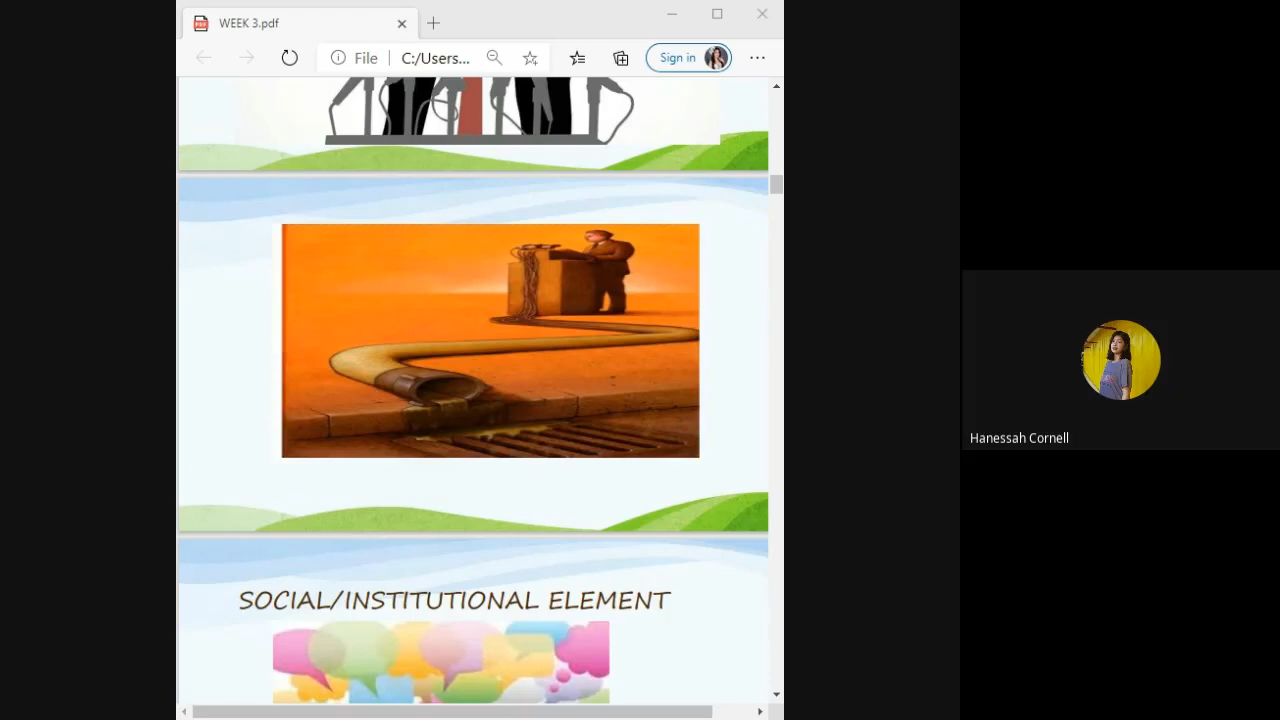 WEEK 3.pdf
File
C:/Users...
Sign in
SOCIAL/INSTITUTIONAL ELEMENT
Hanessah Cornell